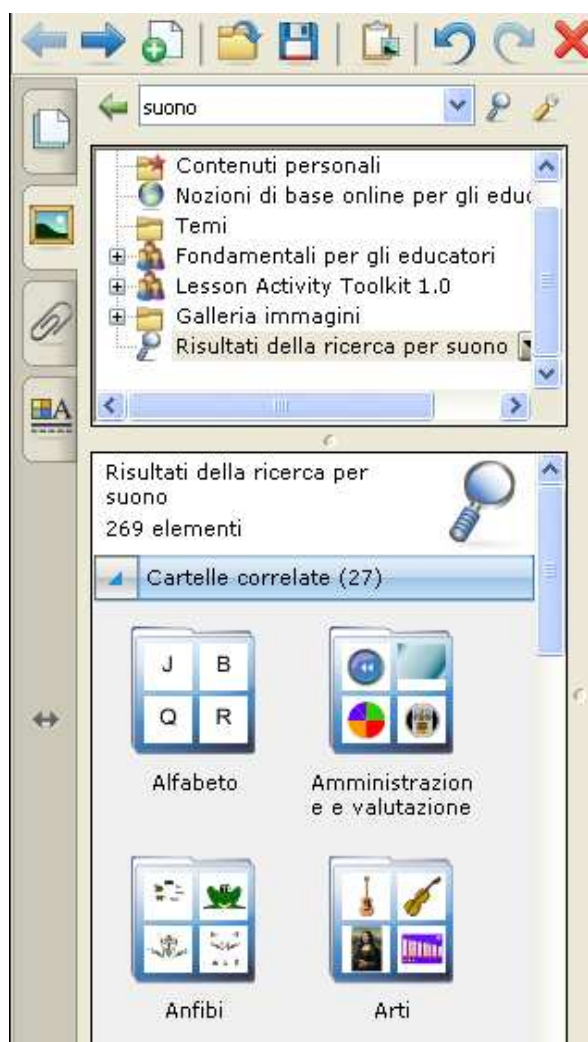 suono
Contenuti personali
Nozioni di base online per gli educ
Temi
Fondamentali per gli educatori
Lesson Activity Toolkit 1.0
Galleria immagini
Risultati della ricerca per suono
Risultati della ricerca per
suono
269 elementi
Cartelle correlate (27)
J B
Q R
Alfabeto
Amministrazion
e e valutazione
Anfibi
Arti